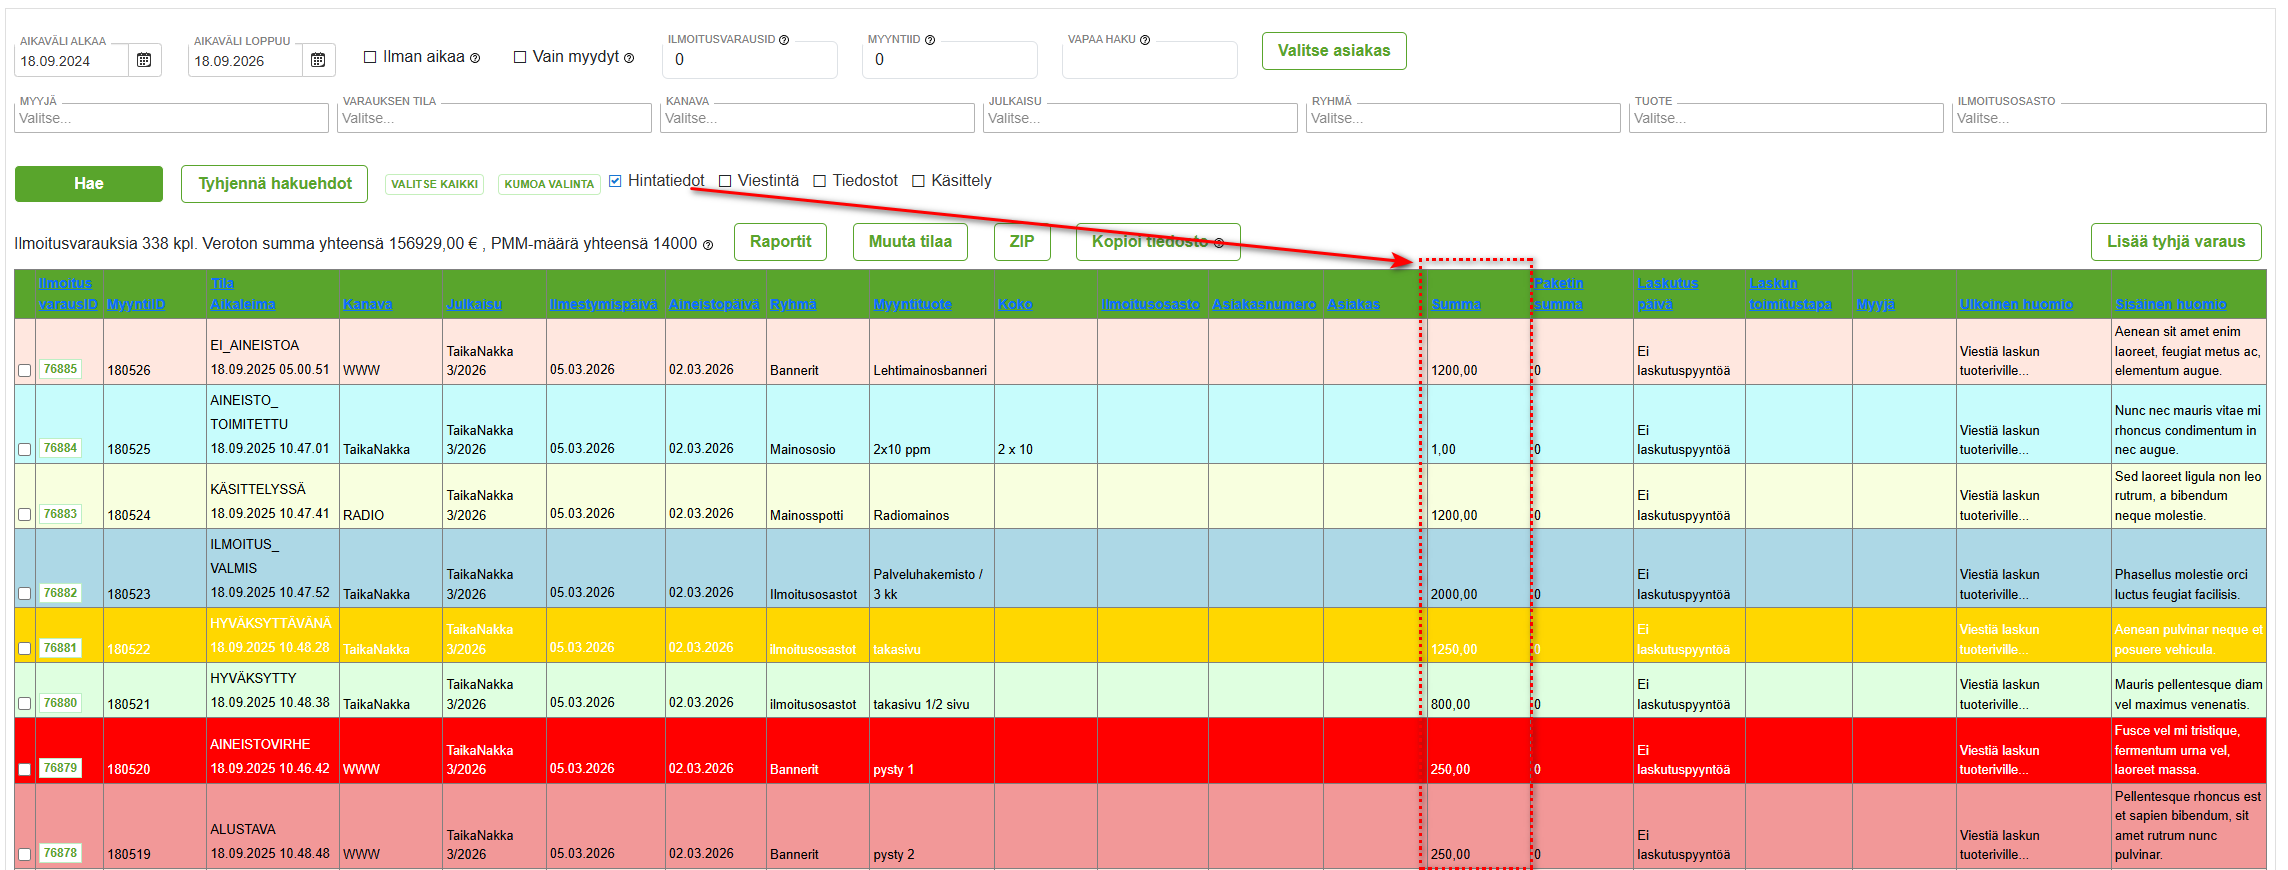 AIKAVÄLI ALKAA
18.09.2024
AIKAVÄLI LOPPUU
18.09.2026
Ilman aikaa
Vain myydyt
ILMOITUSVARAUSID
0
MYYNTIID
0
VAPAA HAKU
Valitse asiakas
MYYJÄ
Valitse...
VARAUKSEN TILA
Valitse...
KANAVA
Valitse...
JULKAISU
Valitse...
RYHMÄ
Valitse...
TUOTE
Valitse...
ILMOITUSOSASTO
Valitse...
Hae
Tyhjennä hakuehdot
VALITSE KAIKKI
KUMOA VALINTA
Hintatiedot
Viestintä
Tiedostot
Käsittely
Ilmoitusvarauksia 338 kpl. Veroton summa yhteensä 156929,00 € , PMM-määrä yhteensä 14000
Raportit
Muuta tilaa
ZIP
Kopioi tiedosto
Lisää tyhjä varaus
Ilmoitus
varausID
MyyntiID
Tila
Aikaleima
Kanava
Julkaisu
Ilmestymispäivä
Aineistopäivä
Ryhmä
Myyntituote
Koko
Ilmoitusosasto
Asiakasnumero
Asiakas
Summa
Paketin
summa
Laskutus
päivä
Laskun
toimitustapa
Myyjä
Ulkoinen huomio
Sisäinen huomio
76885
180526
EI_AINEISTOA
18.09.2025 05.00.51
WWW
TaikaNakka
3/2026
05.03.2026
02.03.2026
Bannerit
Lehtimainosbanneri
1200,00
0
Ei
laskutuspyyntöä
Viestiä laskun
tuoteriville...
Aenean sit amet enim
laoreet, feugiat metus ac,
elementum augue.
76884
180525
AINEISTO_
TOIMITETTU
18.09.2025 10.47.01
TaikaNakka
TaikaNakka
3/2026
05.03.2026
02.03.2026
Mainososio
2x10 ppm
2 x 10
1,00
0
Ei
laskutuspyyntöä
Viestiä laskun
tuoteriville...
Nunc nec mauris vitae mi
rhoncus condimentum in
nec augue.
76883
180524
KÄSITTELYSSÄ
18.09.2025 10.47.41
RADIO
TaikaNakka
3/2026
05.03.2026
02.03.2026
Mainosspotti
Radiomainos
1200,00
0
Ei
laskutuspyyntöä
Viestiä laskun
tuoteriville...
Sed laoreet ligula non leo
rutrum, a bibendum
neque molestie.
76882
180523
ILMOITUS_
VALMIS
18.09.2025 10.47.52
TaikaNakka
TaikaNakka
3/2026
05.03.2026
02.03.2026
Ilmoitusosastot
Palveluhakemisto /
3 kk
2000,00
0
Ei
laskutuspyyntöä
Viestiä laskun
tuoteriville...
Phasellus molestie orci
luctus feugiat facilisis.
76881
180522
HYVÄKSYTTÄVÄNÄ
18.09.2025 10.48.28
TaikaNakka
TaikaNakka
3/2026
05.03.2026
02.03.2026
ilmoitusosastot
takasivu
1250,00
0
Ei
laskutuspyyntöä
Viestiä laskun
tuoteriville...
Aenean pulvinar neque et
posuere vehicula.
76880
180521
HYVÄKSYTTY
18.09.2025 10.48.38
TaikaNakka
TaikaNakka
3/2026
05.03.2026
02.03.2026
ilmoitusosastot
takasivu 1/2 sivu
800,00
0
Ei
laskutuspyyntöä
Viestiä laskun
tuoteriville...
Mauris pellentesque diam
vel maximus venenatis.
76879
180520
AINEISTOVIRHE
18.09.2025 10.46.42
WWW
TaikaNakka
3/2026
05.03.2026
02.03.2026
Bannerit
pysty 1
250,00
0
Ei
laskutuspyyntöä
Viestiä laskun
tuoteriville...
Fusce vel mi tristique,
fermentum urna vel,
laoreet massa.
76878
180519
ALUSTAVA
18.09.2025 10.48.48
WWW
TaikaNakka
3/2026
05.03.2026
02.03.2026
Bannerit
pysty 2
250,00
0
Ei
laskutuspyyntöä
Viestiä laskun
tuoteriville...
Pellentesque rhoncus est
et sapien bibendum, sit
amet rutrum nunc
pulvinar.